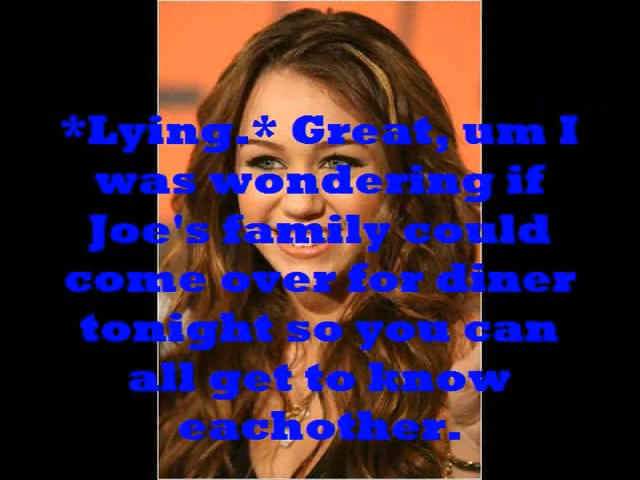 *Lying.* Great, um I
was wondering if
Joe's family could
come over for diner
tonight so you can
all get to know
eachother.